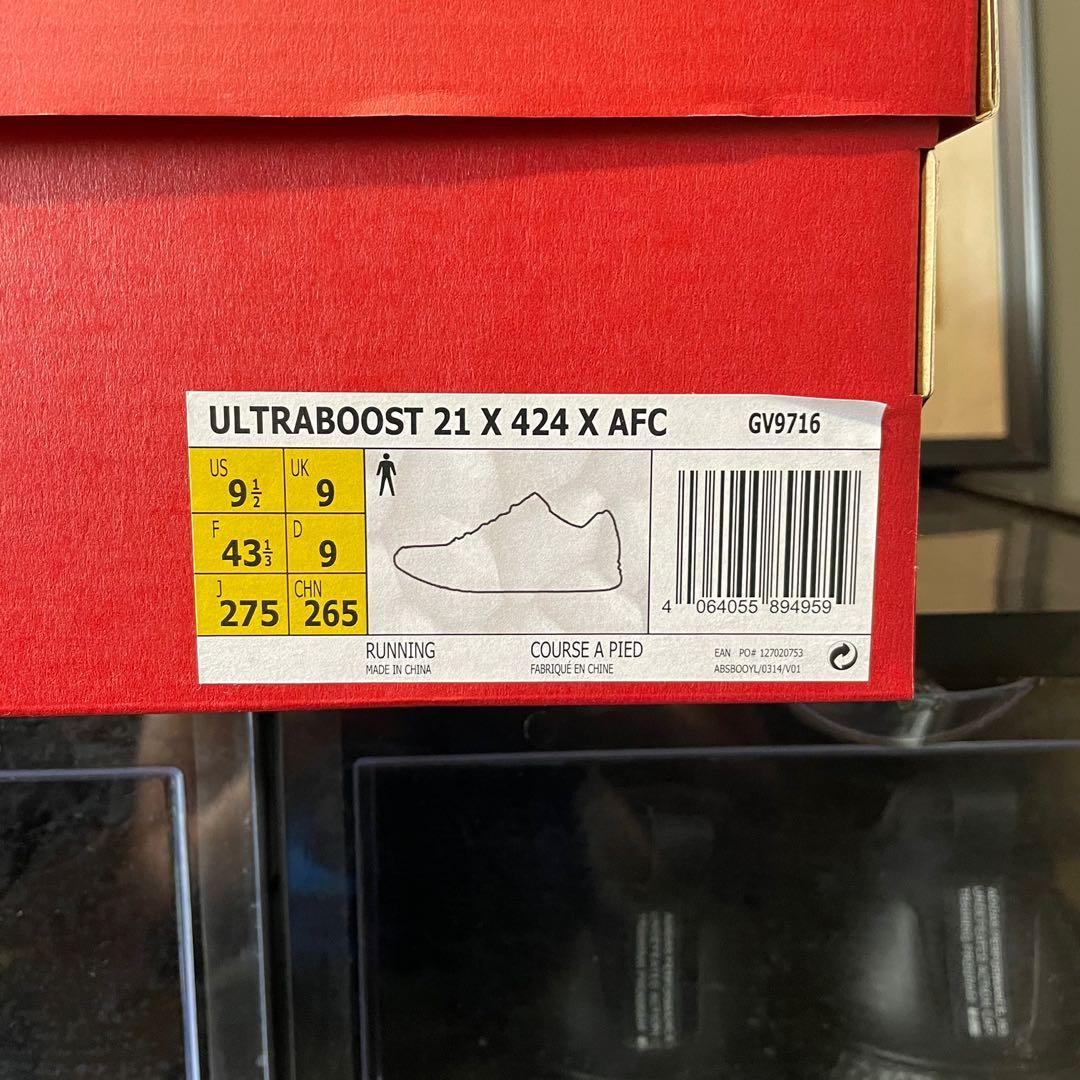 ULTRABOOST 21 X 424 X AFC GV9716
US 9½ UK 9
F 43⅓ D 9
J 275 CHN 265
4 064055 894959
RUNNING COURSE A PIED EAN PO# 127020753
MADE IN CHINA FABRIQUÉ EN CHINE ABSBOOYL/0314/V01